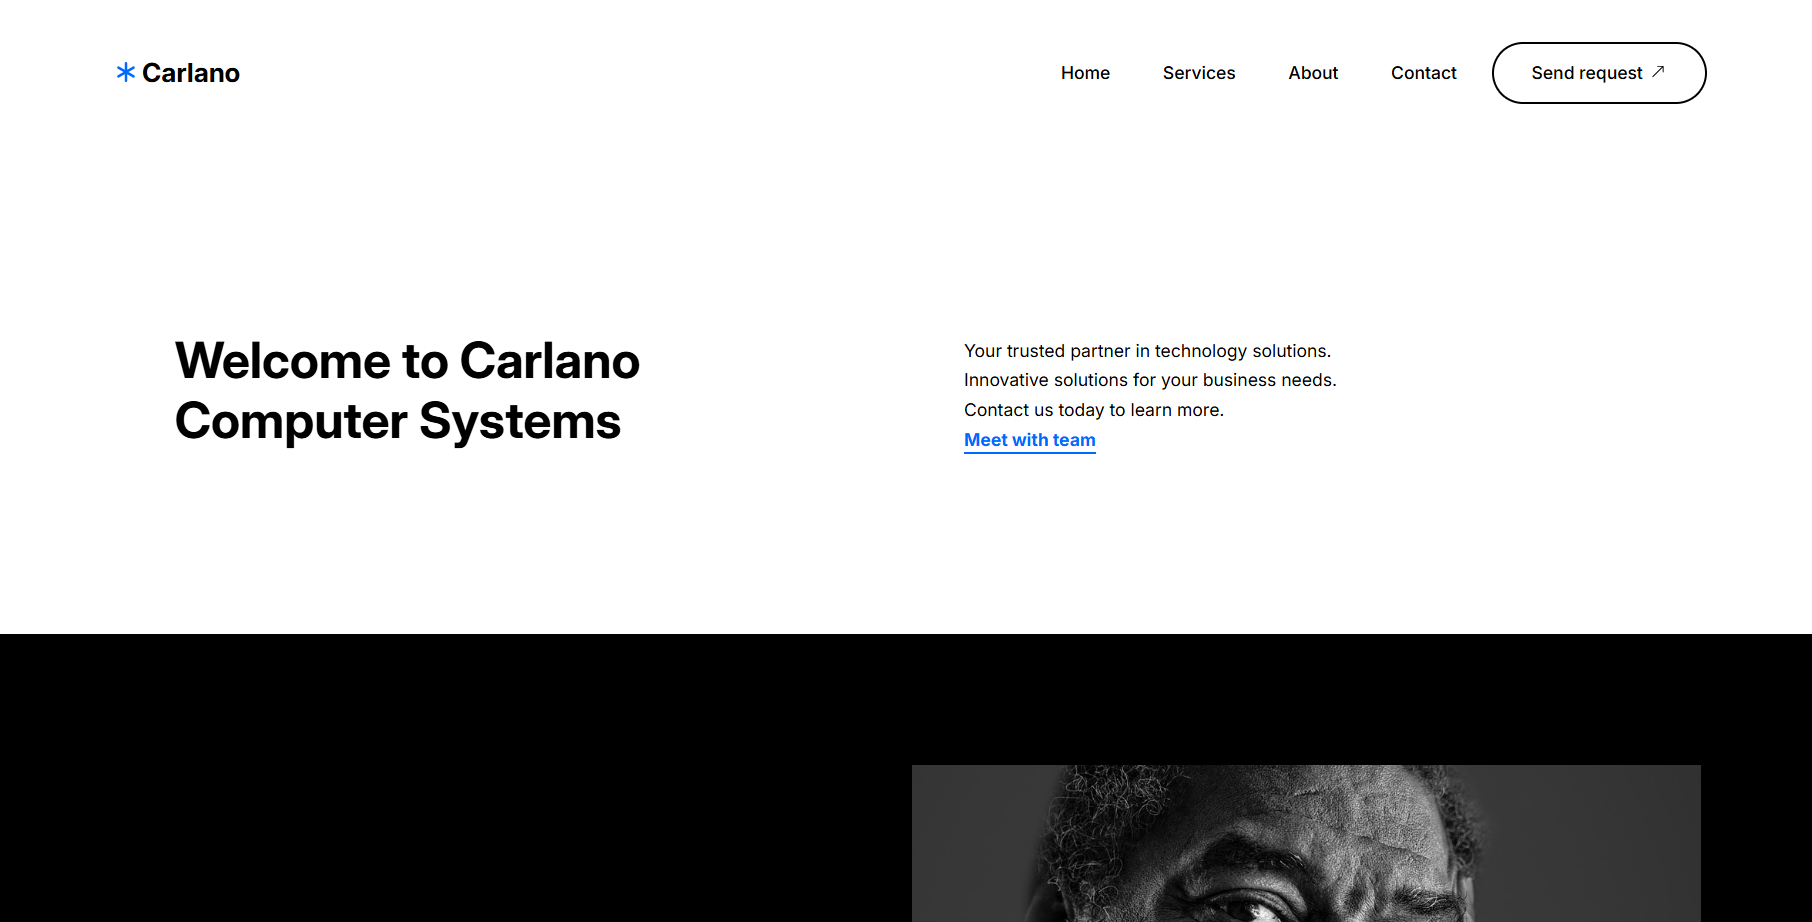 Carlano
Home
Services
About
Contact
Send request
Welcome to Carlano
Computer Systems
Your trusted partner in technology solutions.
Innovative solutions for your business needs.
Contact us today to learn more.
Meet with team